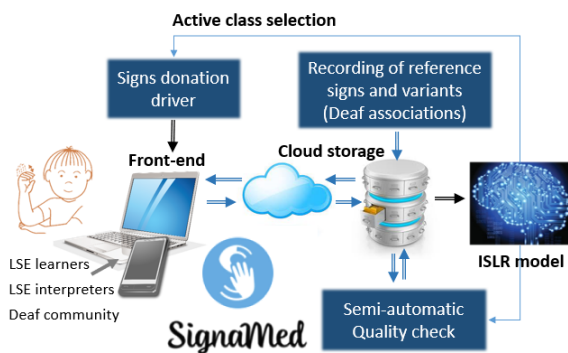 Active class selection
Signs donation
driver
Recording of reference
signs and variants
(Deaf associations)
Front-end
Cloud storage
LSE learners
LSE interpreters
Deaf community
ISLR model
SignaMed
Semi-automatic
Quality check